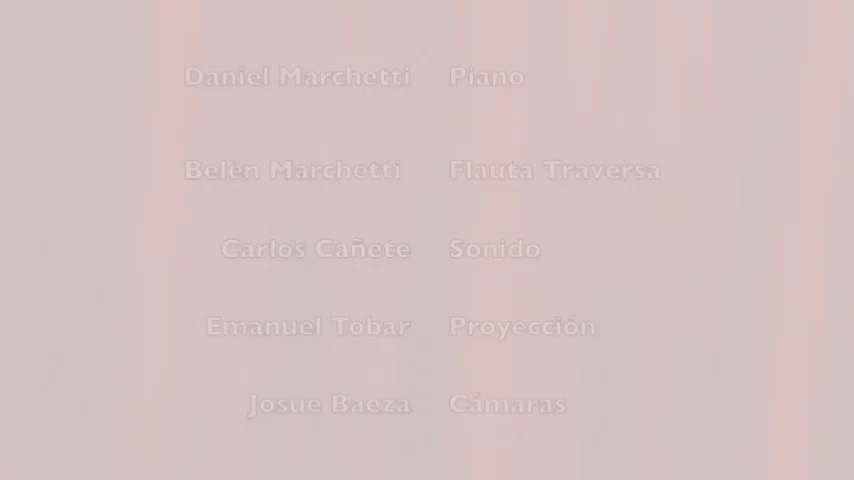 Daniel Marchetti Piano
Belén Marchetti Flauta Traversa
Carlos Cañete Sonido
Emanuel Tobar Proyección
Josue Baeza Cámaras